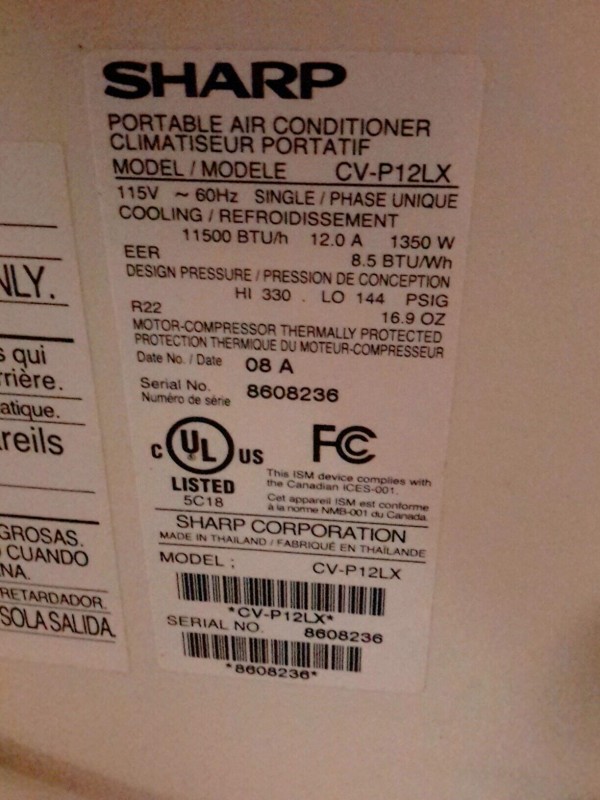 SHARP
PORTABLE AIR CONDITIONER
CLIMATISEUR PORTATIF
MODEL / MODELE CV-P12LX
115V ~ 60Hz SINGLE / PHASE UNIQUE
COOLING / REFROIDISSEMENT
11500 BTU/h 12.0 A 1350 W
EER 8.5 BTU/Wh
DESIGN PRESSURE / PRESSION DE CONCEPTION
HI 330 . LO 144 PSIG
R22 16.9 OZ
MOTOR-COMPRESSOR THERMALLY PROTECTED
PROTECTION THERMIQUE DU MOTEUR-COMPRESSEUR
Date No. / Date 08 A
Serial No. 8608236
Numéro de série
C UL US FC
LISTED
5C18
This ISM device complies with
the Canadian ICES-001.
Cet appareil ISM est conforme
à la norme NMB-001 du Canada.
SHARP CORPORATION
MADE IN THAILAND / FABRIQUÉ EN THAÏLANDE
MODEL ; CV-P12LX
*CV-P12LX*
SERIAL NO. 8608236
*8608236*
NLY.
s qui
rrière.
atique.
reils
GROSAS.
CUANDO
NA.
RETARDADOR.
SOLA SALIDA.